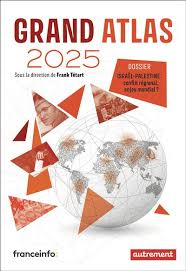 GRAND ATLAS
2025
Sous la direction de Frank Tétart
DOSSIER
ISRAËL-PALESTINE :
conflit régional,
enjeu mondial ?
franceinfo:
autrement